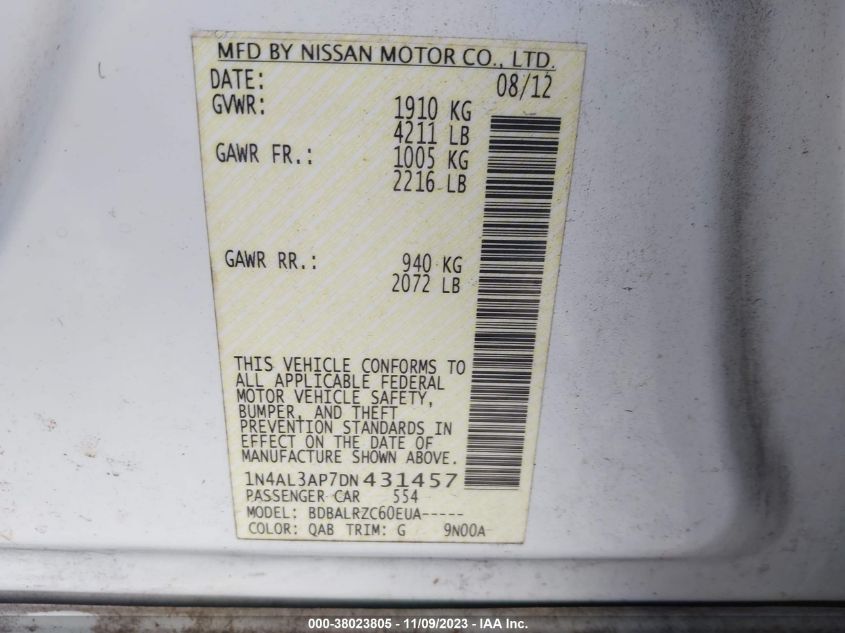 MFD BY NISSAN MOTOR CO., LTD.
DATE: 08/12
GVWR: 1910 KG
4211 LB
GAWR FR.: 1005 KG
2216 LB
GAWR RR.: 940 KG
2072 LB
THIS VEHICLE CONFORMS TO
ALL APPLICABLE FEDERAL
MOTOR VEHICLE SAFETY,
BUMPER, AND THEFT
PREVENTION STANDARDS IN
EFFECT ON THE DATE OF
MANUFACTURE SHOWN ABOVE.
1N4AL3AP7DN431457
PASSENGER CAR 554
MODEL: BDBALRZC60EUA-----
COLOR: QAB TRIM: G 9N00A
000-38023805 - 11/09/2023 - IAA Inc.